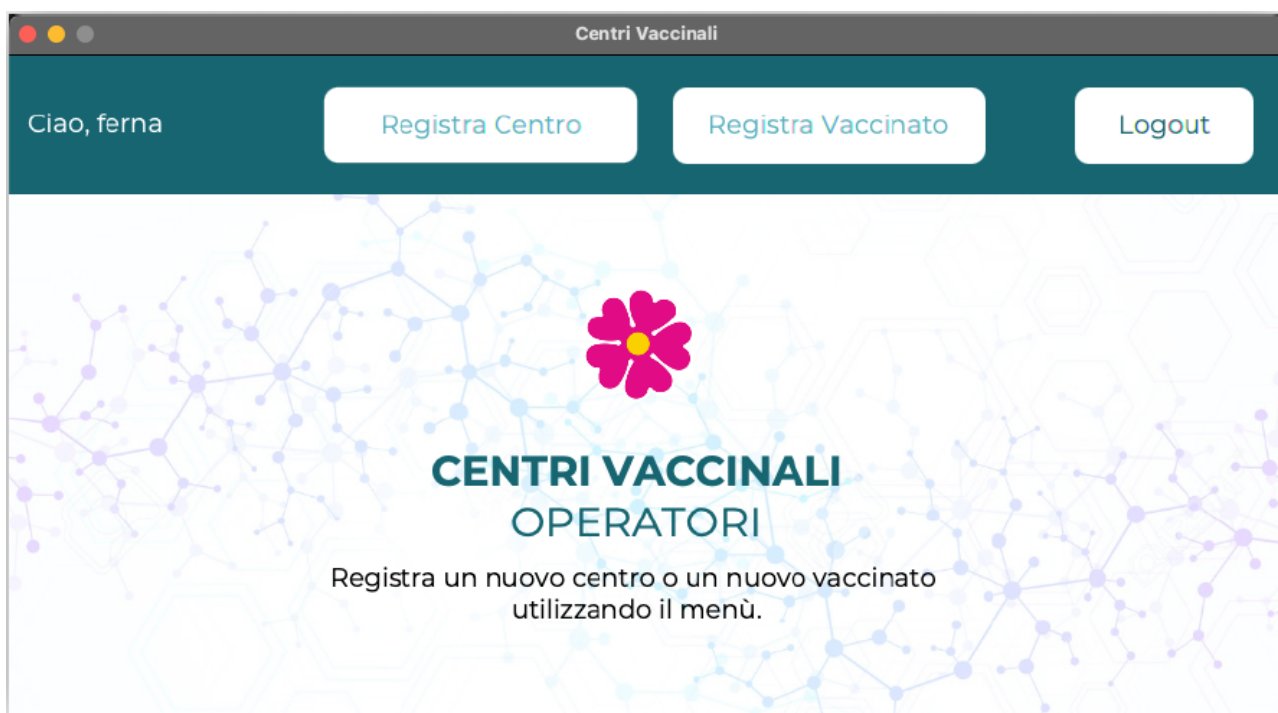 Centri Vaccinali
Ciao, ferna
Registra Centro
Registra Vaccinato
Logout
CENTRI VACCINALI
OPERATORI
Registra un nuovo centro o un nuovo vaccinato
utilizzando il menù.